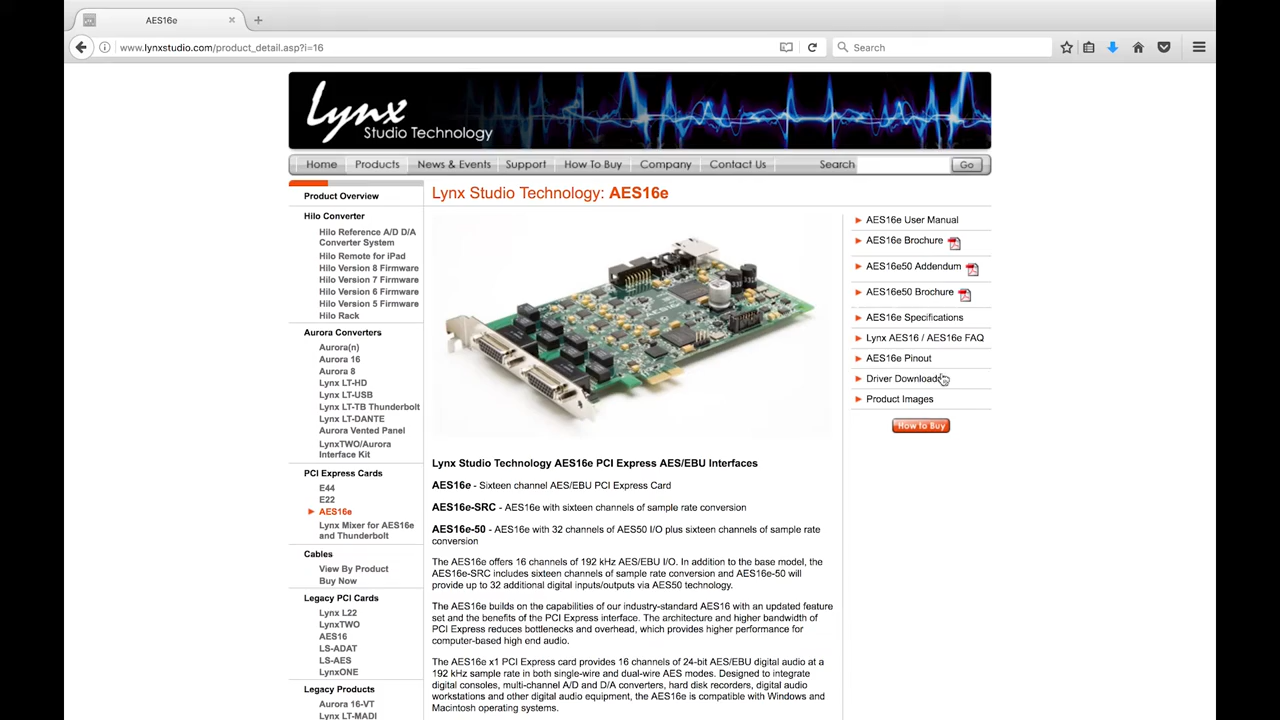 AES16e
www.lynxstudio.com/product_detail.asp?i=16
Search
Lynx
Studio Technology
Home
Products
News & Events
Support
How To Buy
Company
Contact Us
Search
Go
Product Overview
Hilo Converter
Hilo Reference A/D D/A
Converter System
Hilo Remote for iPad
Hilo Version 8 Firmware
Hilo Version 7 Firmware
Hilo Version 6 Firmware
Hilo Version 5 Firmware
Hilo Rack
Aurora Converters
Aurora(n)
Aurora 16
Aurora 8
Lynx LT-HD
Lynx LT-USB
Lynx LT-TB Thunderbolt
Lynx LT-DANTE
Aurora Vented Panel
LynxTWO/Aurora
Interface Kit
PCI Express Cards
E44
E22
AES16e
Lynx Mixer for AES16e
and Thunderbolt
Cables
View By Product
Buy Now
Legacy PCI Cards
Lynx L22
LynxTWO
AES16
LS-ADAT
LS-AES
LynxONE
Legacy Products
Aurora 16-VT
Lynx LT-MADI
Lynx Studio Technology: AES16e
Lynx Studio Technology AES16e PCI Express AES/EBU Interfaces
AES16e - Sixteen channel AES/EBU PCI Express Card
AES16e-SRC - AES16e with sixteen channels of sample rate conversion
AES16e-50 - AES16e with 32 channels of AES50 I/O plus sixteen channels of sample rate
conversion
The AES16e offers 16 channels of 192 kHz AES/EBU I/O. In addition to the base model, the
AES16e-SRC includes sixteen channels of sample rate conversion and AES16e-50 will
provide up to 32 additional digital inputs/outputs via AES50 technology.
The AES16e builds on the capabilities of our industry-standard AES16 with an updated feature
set and the benefits of the PCI Express interface. The architecture and higher bandwidth of
PCI Express reduces bottlenecks and overhead, which provides higher performance for
computer-based high end audio.
The AES16e x1 PCI Express card provides 16 channels of 24-bit AES/EBU digital audio at a
192 kHz sample rate in both single-wire and dual-wire AES modes. Designed to integrate
digital consoles, multi-channel A/D and D/A converters, hard disk recorders, digital audio
workstations and other digital audio equipment, the AES16e is compatible with Windows and
Macintosh operating systems.
AES16e User Manual
AES16e Brochure
AES16e50 Addendum
AES16e50 Brochure
AES16e Specifications
Lynx AES16 / AES16e FAQ
AES16e Pinout
Driver Downloads
Product Images
How to Buy